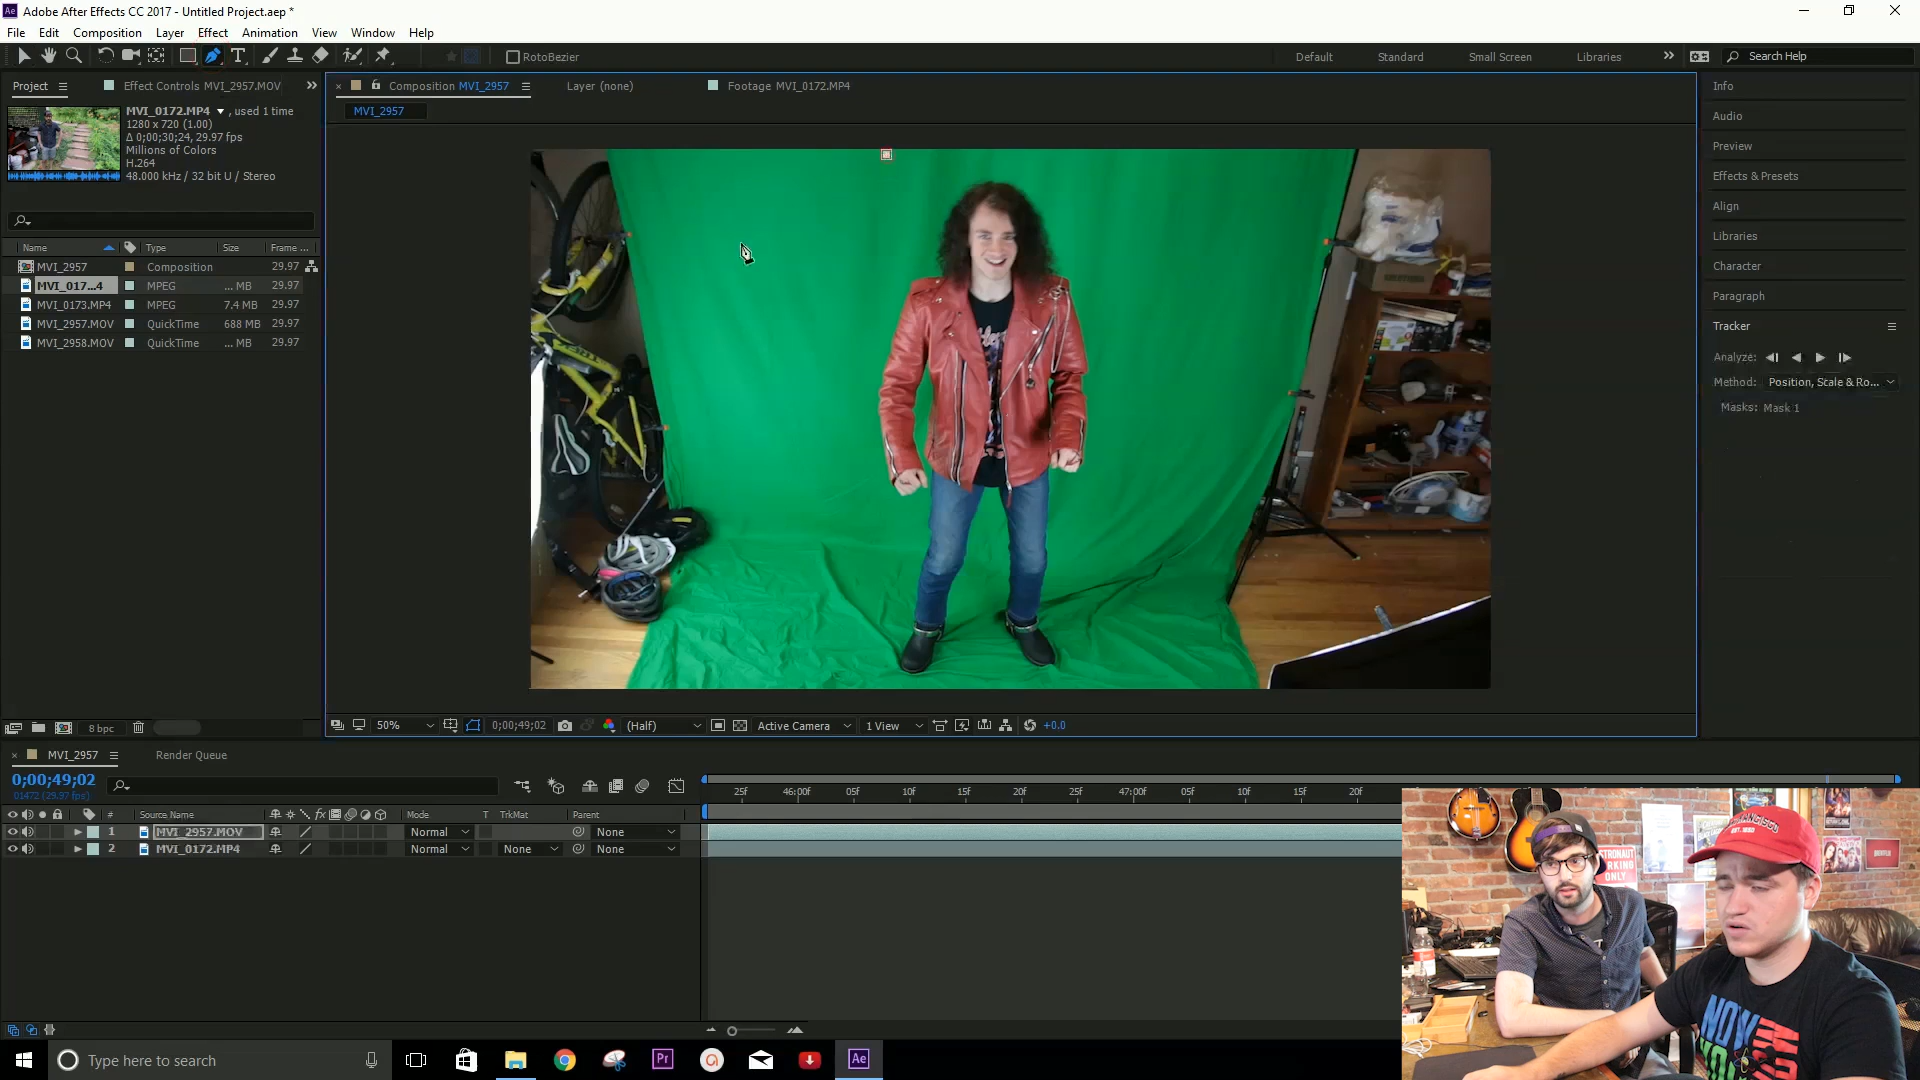 Adobe After Effects CC 2017 - Untitled Project.aep *
File Edit Composition Layer Effect Animation View Window Help
RotoBezier
Default Standard Small Screen Libraries
Search Help
Project
Effect Controls MVI_2957.MOV
Composition MVI_2957
Layer (none)
Footage MVI_0172.MP4
MVI_2957
MVI_0172.MP4 , used 1 time
1280 x 720 (1.00)
Δ 0;00;30;24, 29.97 fps
Millions of Colors
H.264
48.000 kHz / 32 bit U / Stereo
Name Type Size Frame ...
MVI_2957 Composition 29.97
MVI_017...4 MPEG ... MB 29.97
MVI_0173.MP4 MPEG 7.4 MB 29.97
MVI_2957.MOV QuickTime 688 MB 29.97
MVI_2958.MOV QuickTime ... MB 29.97
Info
Audio
Preview
Effects & Presets
Align
Libraries
Character
Paragraph
Tracker
Analyze:
Method: Position, Scale & Ro...
Masks: Mask 1
8 bpc
50% 0;00;49;02 (Half) Active Camera 1 View +0.0
MVI_2957 Render Queue
0;00;49;02
01472 (29.97 fps)
25f 46:00f 05f 10f 15f 20f 25f 47:00f 05f 10f 15f 20f
# Source Name Mode T TrkMat Parent
1 MVI_2957.MOV Normal None
2 MVI_0172.MP4 Normal None None
ASTRONAUT
PARKING
ONLY
Type here to search
Pr
Ae